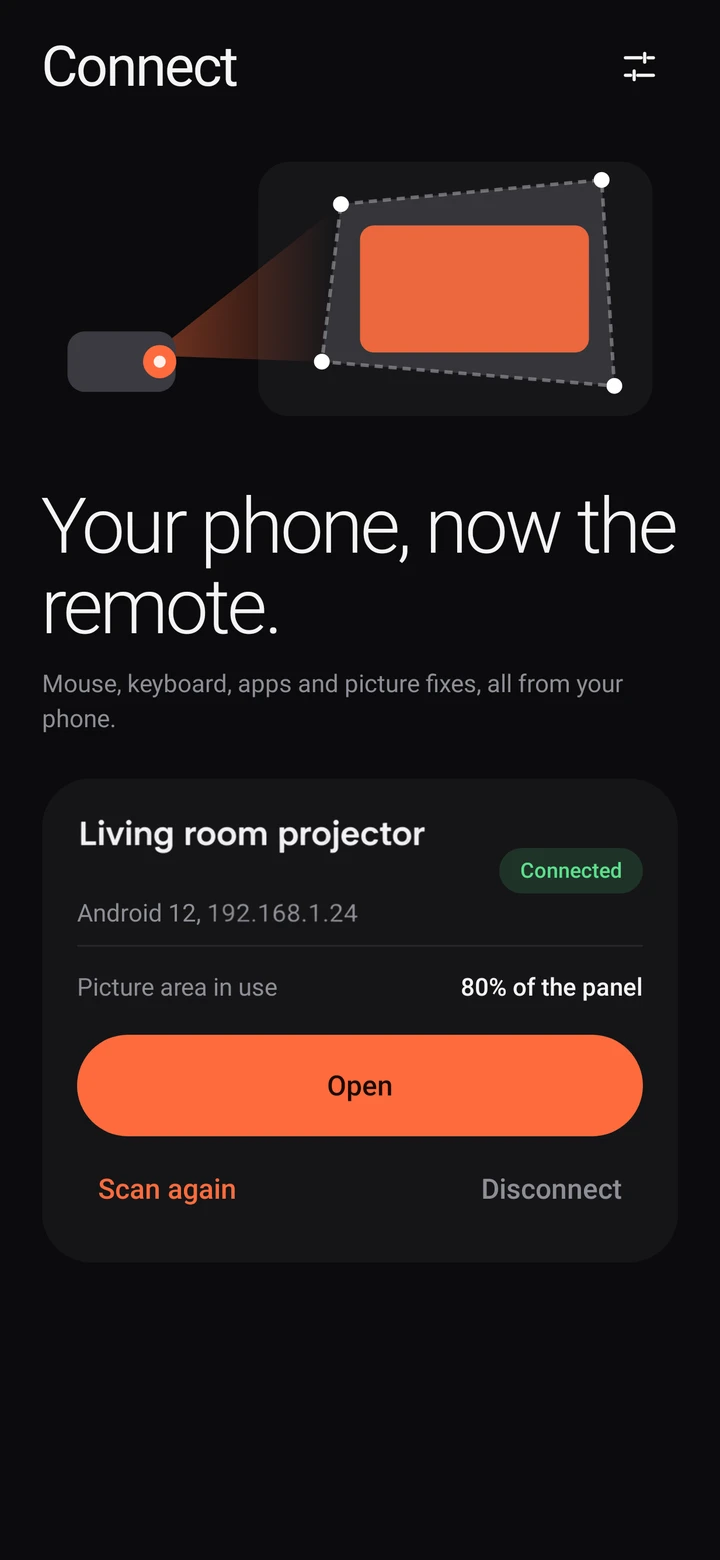 Connect
Your phone, now the
remote.
Mouse, keyboard, apps and picture fixes, all from your
phone.
Living room projector
Connected
Android 12, 192.168.1.24
Picture area in use
80% of the panel
Open
Scan again
Disconnect